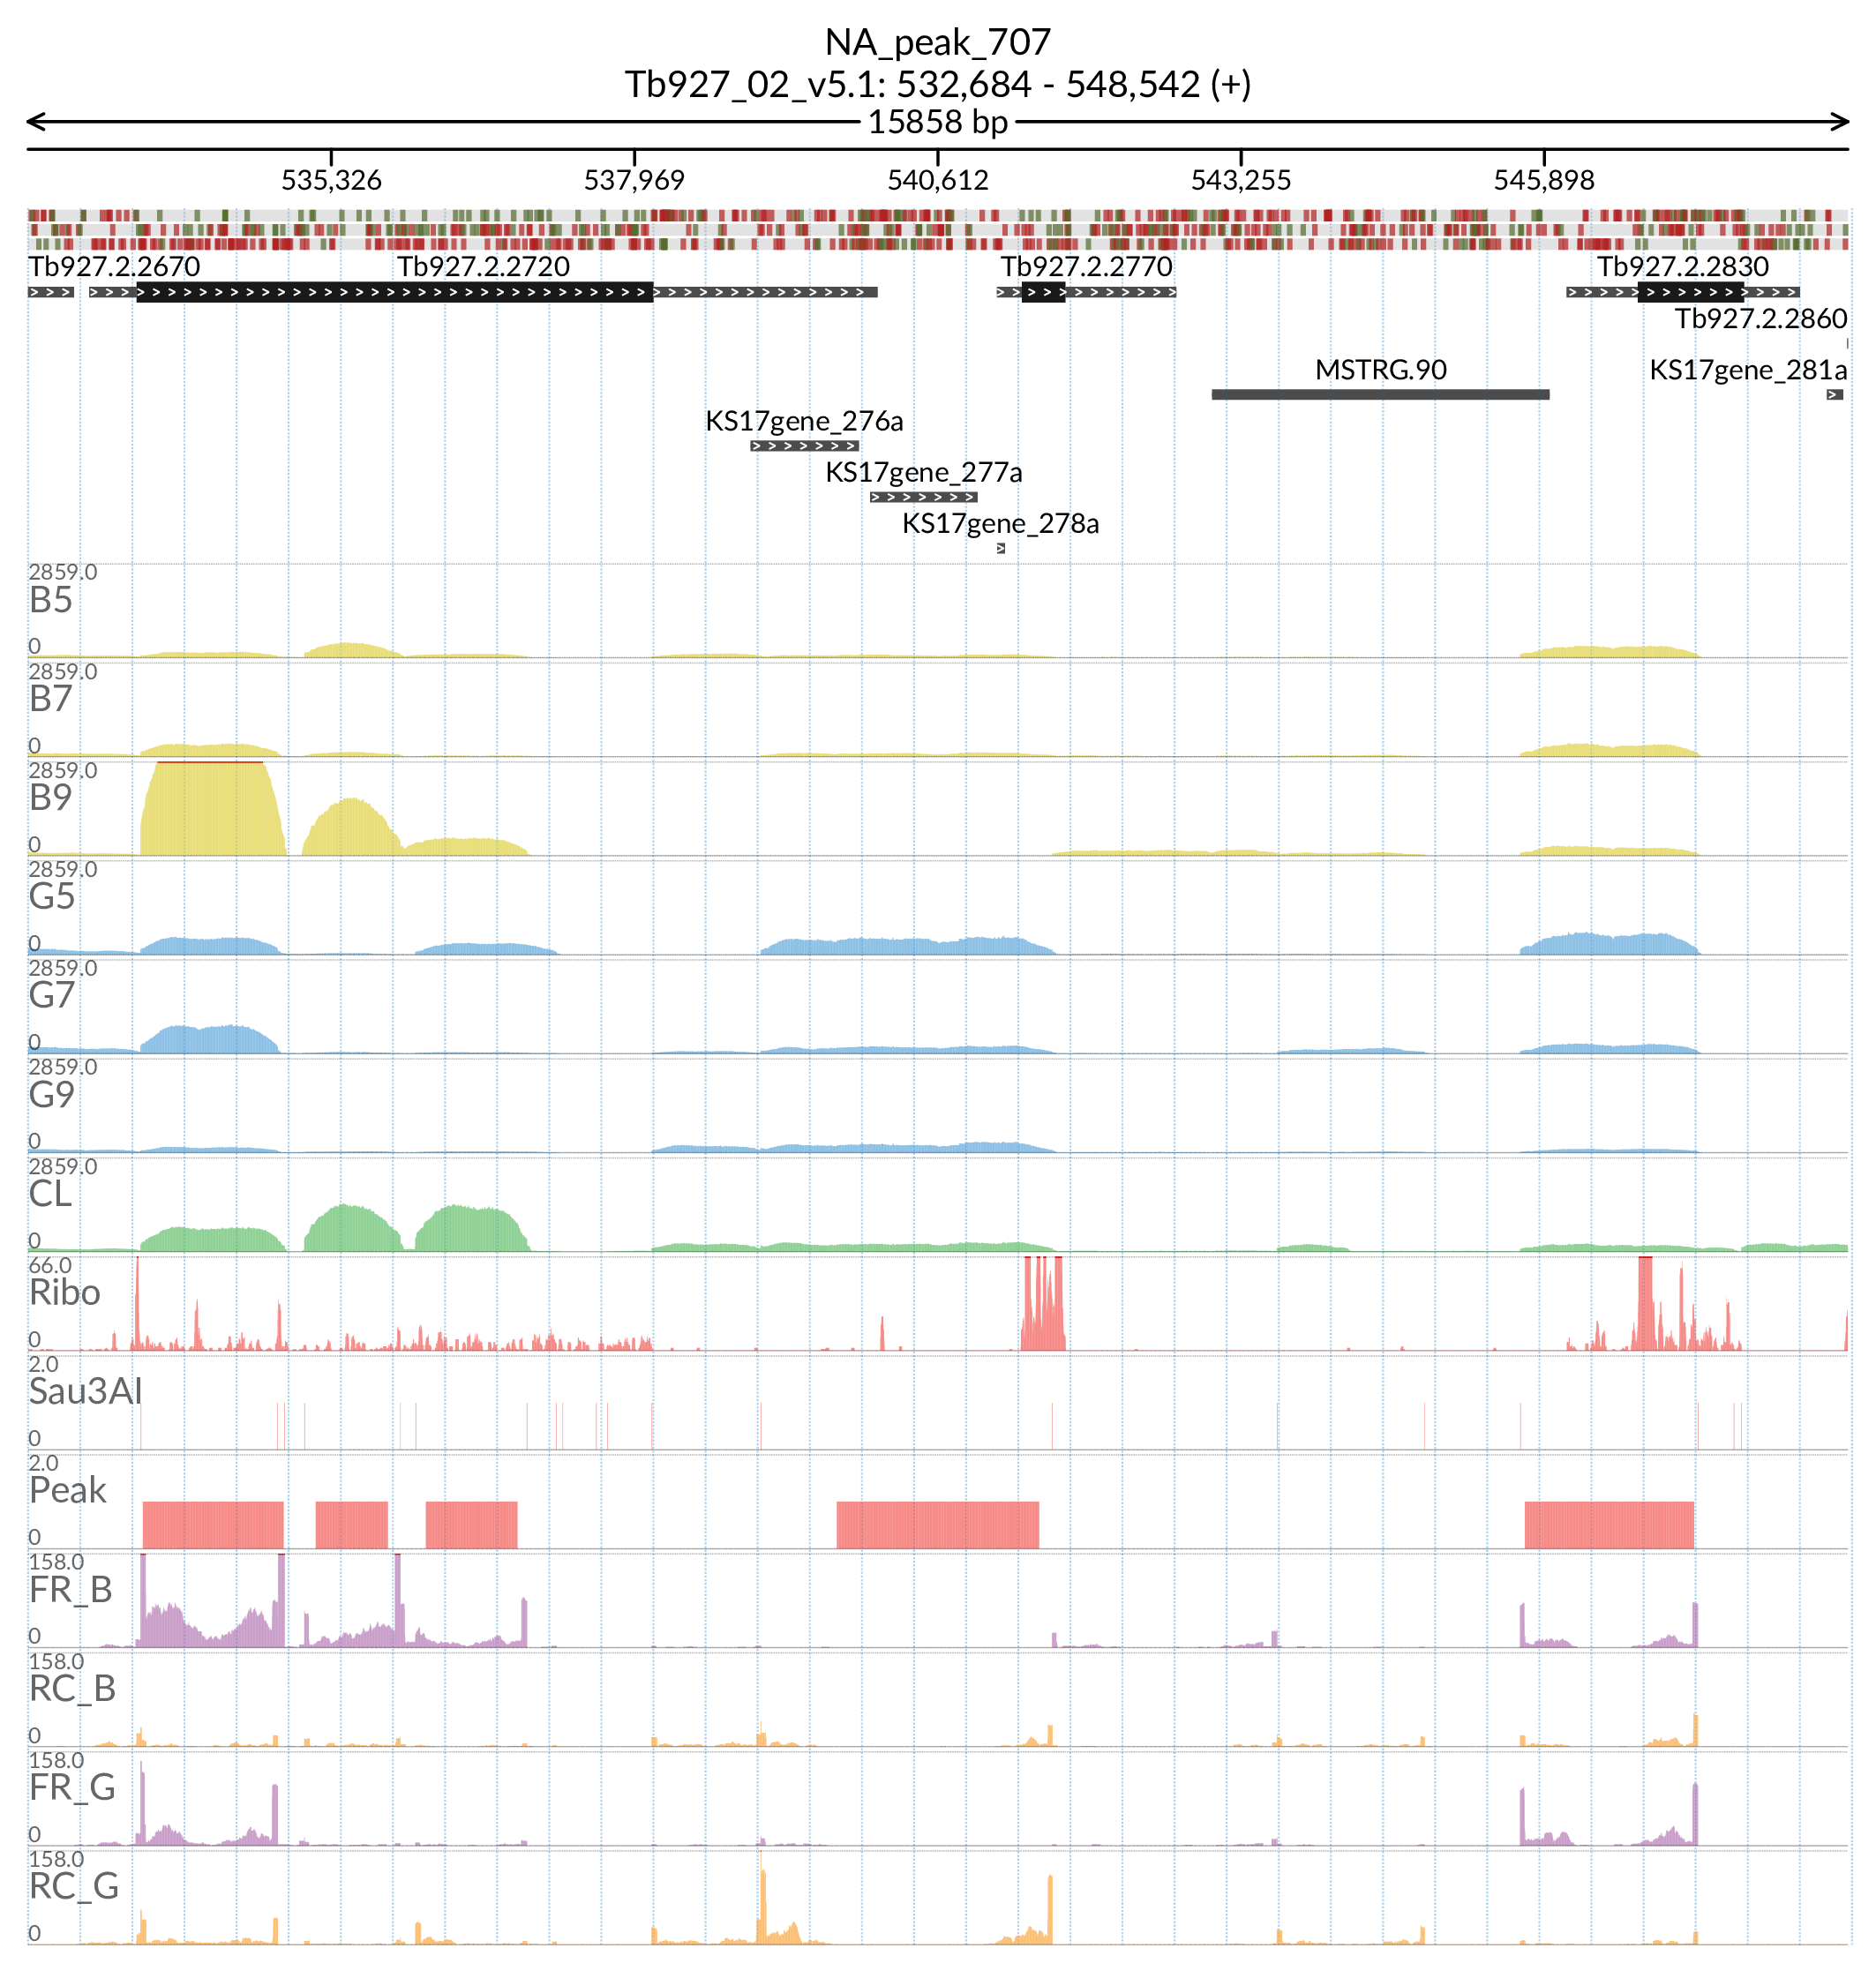 NA_peak_707
Tb927_02_v5.1: 532,684 - 548,542 (+)
15858 bp
535,326 537,969 540,612 543,255 545,898
Tb927.2.2670 Tb927.2.2720 Tb927.2.2770 Tb927.2.2830
Tb927.2.2860
MSTRG.90 KS17gene_281a
KS17gene_276a
KS17gene_277a
KS17gene_278a
2859.0
B5
0
2859.0
B7
0
2859.0
B9
0
2859.0
G5
0
2859.0
G7
0
2859.0
G9
0
2859.0
CL
0
66.0
Ribo
0
2.0
Sau3AI
0
2.0
Peak
0
158.0
FR_B
0
158.0
RC_B
0
158.0
FR_G
0
158.0
RC_G
0